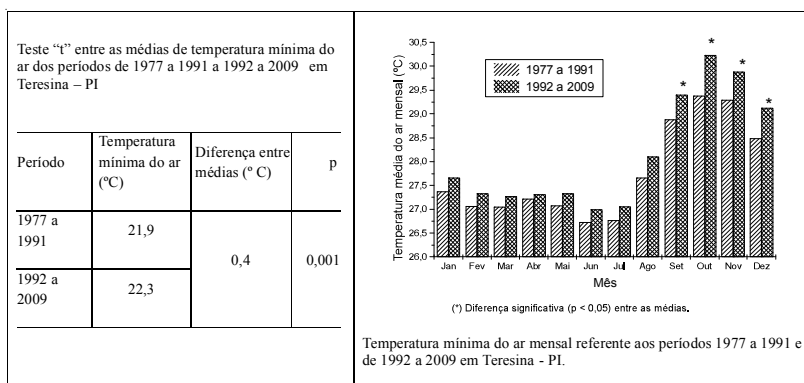 Teste “t” entre as médias de temperatura mínima do
ar dos períodos de 1977 a 1991 a 1992 a 2009 em
Teresina – PI
Período
Temperatura
mínima do ar
(ºC)
Diferença entre
médias (º C)
p
1977 a
1991
21,9
0,4
0,001
1992 a
2009
22,3
Temperatura média do ar mensal (ºC)
30,5
30,0
29,5
29,0
28,5
28,0
27,5
27,0
26,5
26,0
1977 a 1991
1992 a 2009
* * * *
Jan Fev Mar Abr Mai Jun Jul Ago Set Out Nov Dez
Mês
(*) Diferença significativa (p < 0,05) entre as médias.
Temperatura mínima do ar mensal referente aos períodos 1977 a 1991 e
de 1992 a 2009 em Teresina - PI.